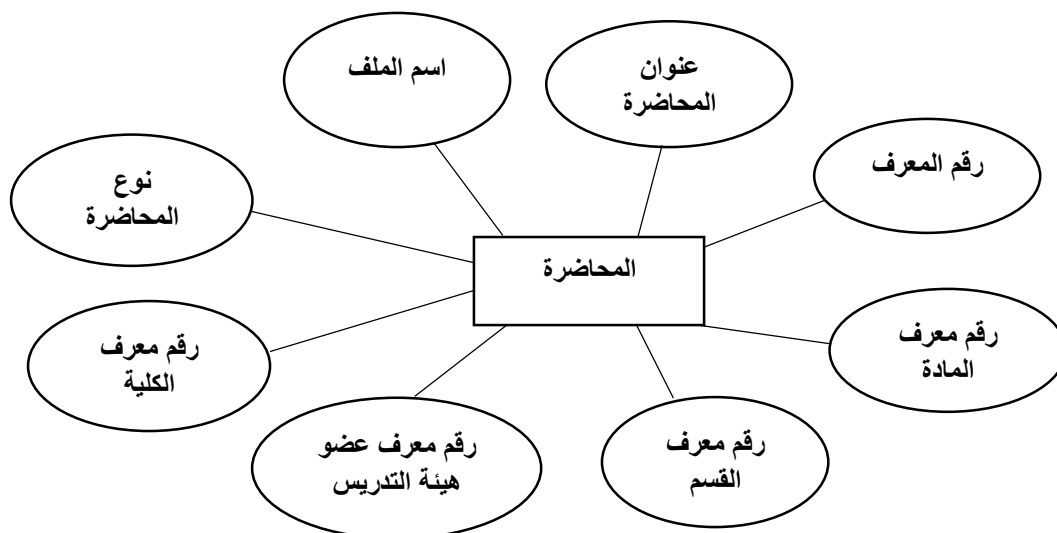 اسم الملف
عنوان
المحاضرة
رقم المعرف
نوع
المحاضرة
المحاضرة
رقم معرف
الكلية
رقم معرف
المادة
رقم معرف عضو
هيئة التدريس
رقم معرف
القسم